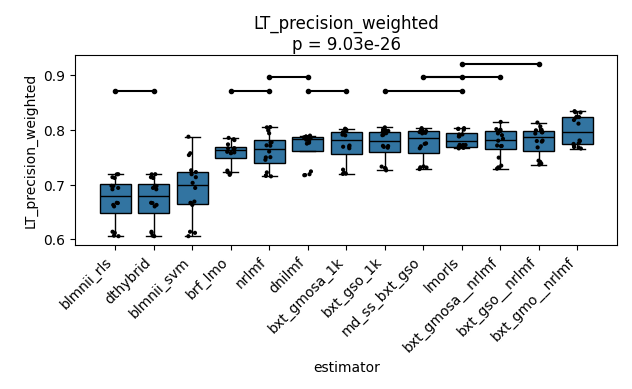 LT_precision_weighted
p = 9.03e-26
LT_precision_weighted
0.9
0.8
0.7
0.6
blmnii_rls
dthybrid
blmnii_svm
brf_lmo
nrlmf
dnilmf
bxt_gmosa_1k
bxt_gso_1k
md_ss_bxt_gso
lmorls
bxt_gmosa__nrlmf
bxt_gso__nrlmf
bxt_gmo__nrlmf
estimator